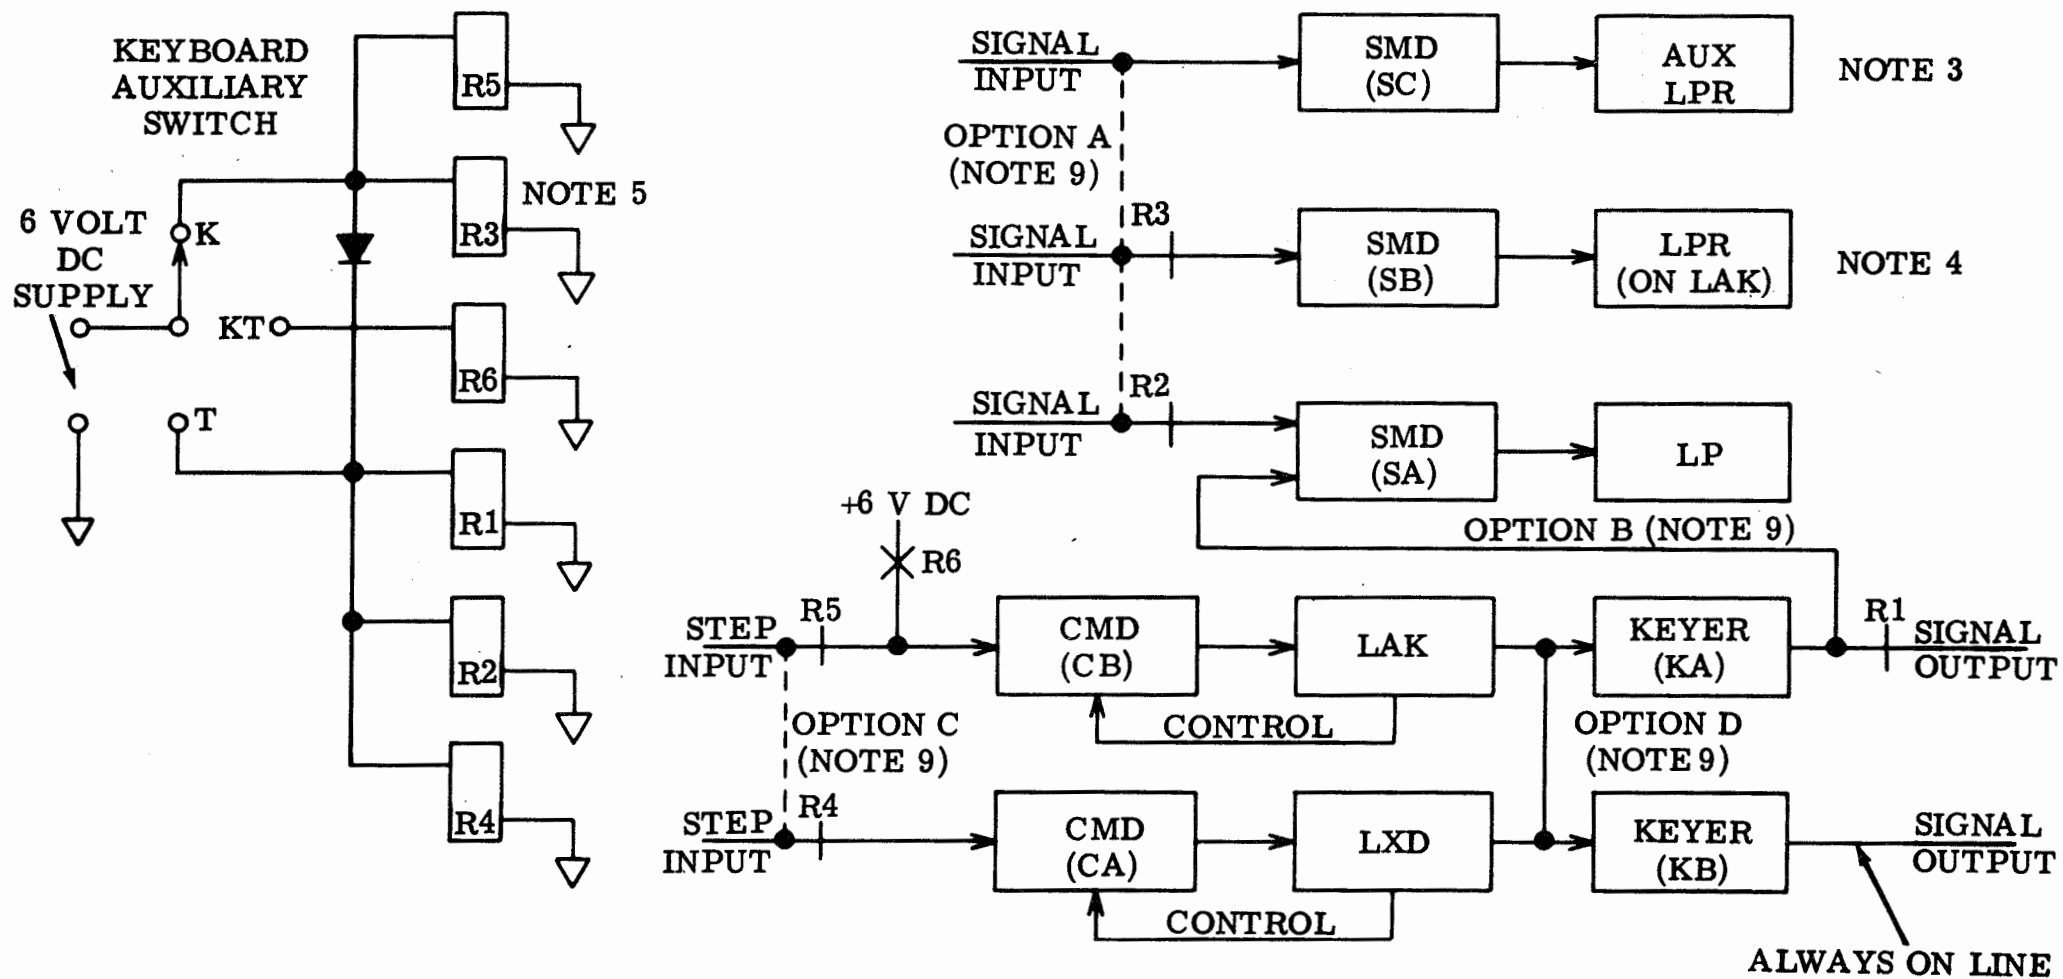 KEYBOARD
AUXILIARY
SWITCH
6 VOLT
DC
SUPPLY
K
KT
T
R5
R3
NOTE 5
R6
R1
R2
R4
SIGNAL
INPUT
SMD
(SC)
AUX
LPR
NOTE 3
OPTION A
(NOTE 9)
R3
SIGNAL
INPUT
SMD
(SB)
LPR
(ON LAK)
NOTE 4
R2
SIGNAL
INPUT
SMD
(SA)
LP
OPTION B (NOTE 9)
+6 V DC
R6
R5
STEP
INPUT
CMD
(CB)
LAK
KEYER
(KA)
R1
SIGNAL
OUTPUT
CONTROL
OPTION C
(NOTE 9)
OPTION D
(NOTE 9)
R4
STEP
INPUT
CMD
(CA)
LXD
KEYER
(KB)
SIGNAL
OUTPUT
CONTROL
ALWAYS ON LINE